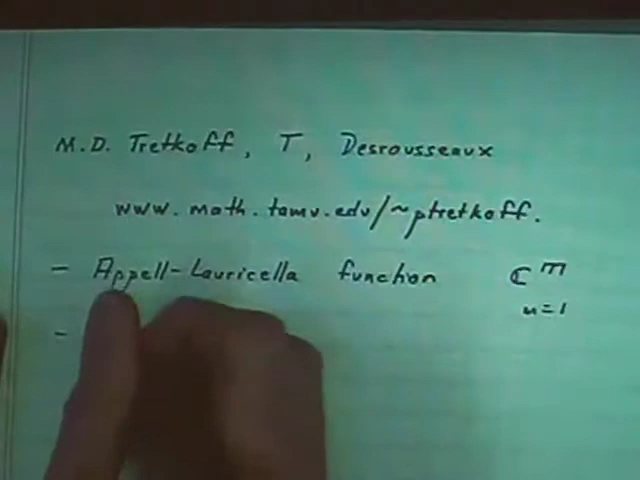 M.D. Tretkoff, T, Desrousseaux
www.math.tamu.edu/~ptretkoff.
- Appell-Lauricella function ℂ^m
n=1
-